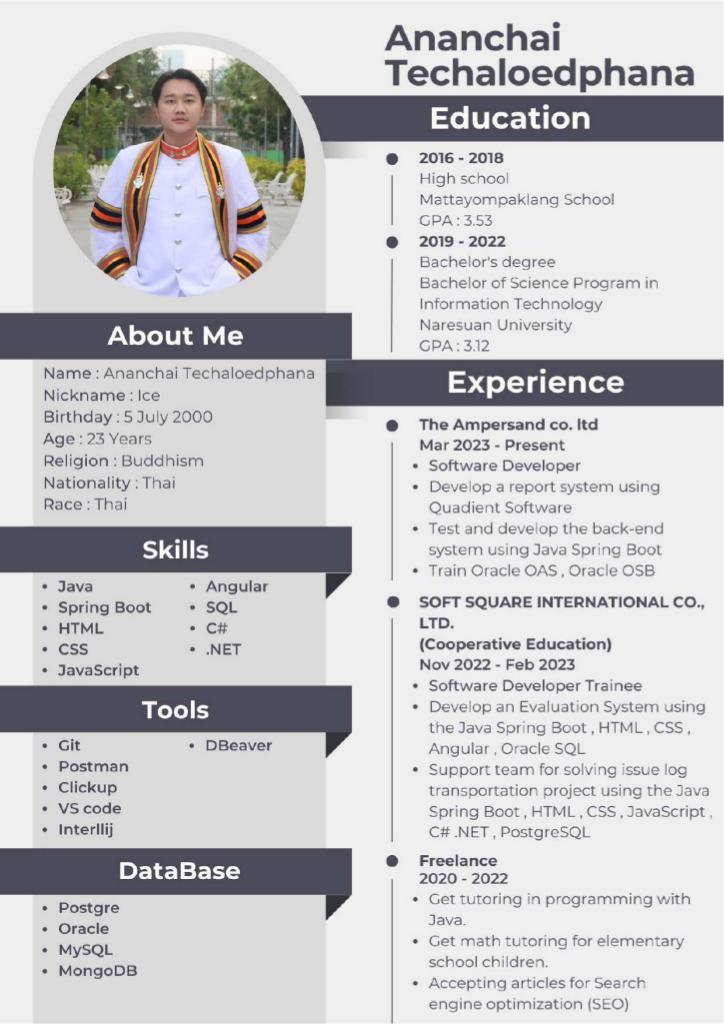 Ananchai
Techaloedphana
About Me
Name : Ananchai Techaloedphana
Nickname : Ice
Birthday : 5 July 2000
Age : 23 Years
Religion : Buddhism
Nationality : Thai
Race : Thai
Skills
• Java
• Spring Boot
• HTML
• CSS
• JavaScript
• Angular
• SQL
• C#
• .NET
Tools
• Git
• Postman
• Clickup
• VS code
• Interllij
• DBeaver
DataBase
• Postgre
• Oracle
• MySQL
• MongoDB
Education
2016 - 2018
High school
Mattayompaklang School
GPA : 3.53
2019 - 2022
Bachelor's degree
Bachelor of Science Program in
Information Technology
Naresuan University
GPA : 3.12
Experience
The Ampersand co. ltd
Mar 2023 - Present
• Software Developer
• Develop a report system using
Quadient Software
• Test and develop the back-end
system using Java Spring Boot
• Train Oracle OAS , Oracle OSB
SOFT SQUARE INTERNATIONAL CO.,
LTD.
(Cooperative Education)
Nov 2022 - Feb 2023
• Software Developer Trainee
• Develop an Evaluation System using
the Java Spring Boot , HTML , CSS ,
Angular , Oracle SQL
• Support team for solving issue log
transportation project using the Java
Spring Boot , HTML , CSS , JavaScript ,
C# .NET , PostgreSQL
Freelance
2020 - 2022
• Get tutoring in programming with
Java.
• Get math tutoring for elementary
school children.
• Accepting articles for Search
engine optimization (SEO)